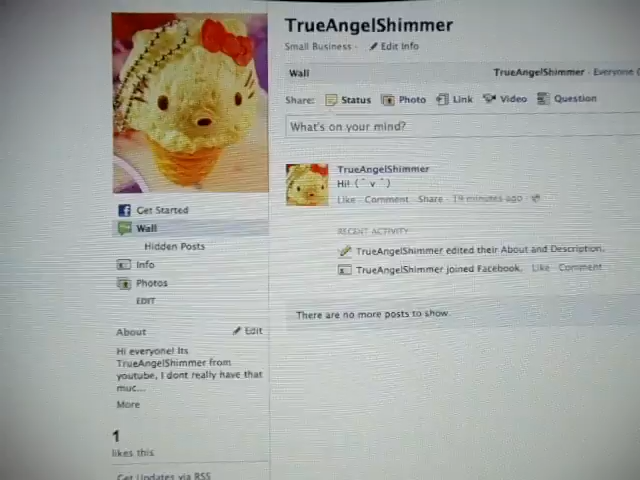 TrueAngelShimmer
Small Business · Edit Info
Wall TrueAngelShimmer · Everyone
Share: Status Photo Link Video Question
What's on your mind?
TrueAngelShimmer
Hi! (ˆ v ˆ)
Like · Comment · Share · 19 minutes ago ·
RECENT ACTIVITY
TrueAngelShimmer edited their About and Description.
TrueAngelShimmer joined Facebook. Like · Comment
There are no more posts to show.
Get Started
Wall
Hidden Posts
Info
Photos
EDIT
About Edit
Hi everyone! Its
TrueAngelShimmer from
youtube, I dont really have that
muc...
More
1
likes this
Get Updates via RSS